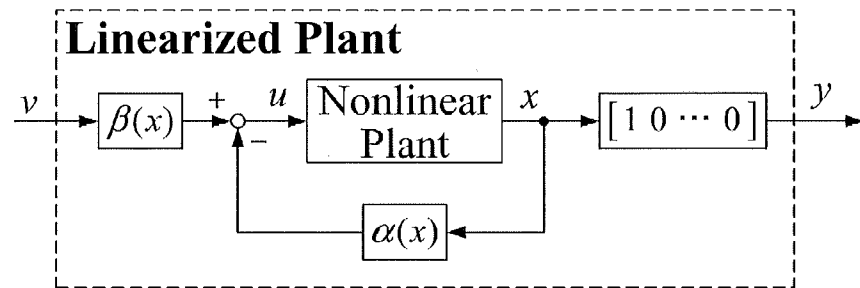 Linearized Plant
v
β(x)
+
−
u
Nonlinear
Plant
x
[1 0 ⋯ 0]
y
α(x)